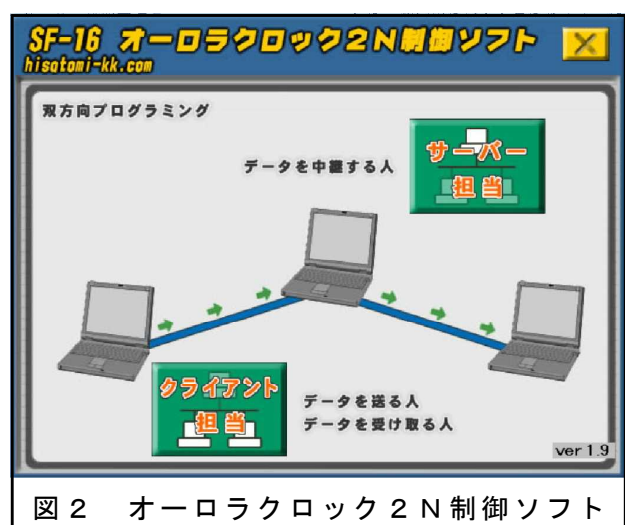 SF-16 オーロラクロック2N制御ソフト
hisatomi-kk.com
双方向プログラミング
データを中継する人
サーバー
担当
クライアント
担当
データを送る人
データを受け取る人
ver 1.9
図2 オーロラクロック2N制御ソフト